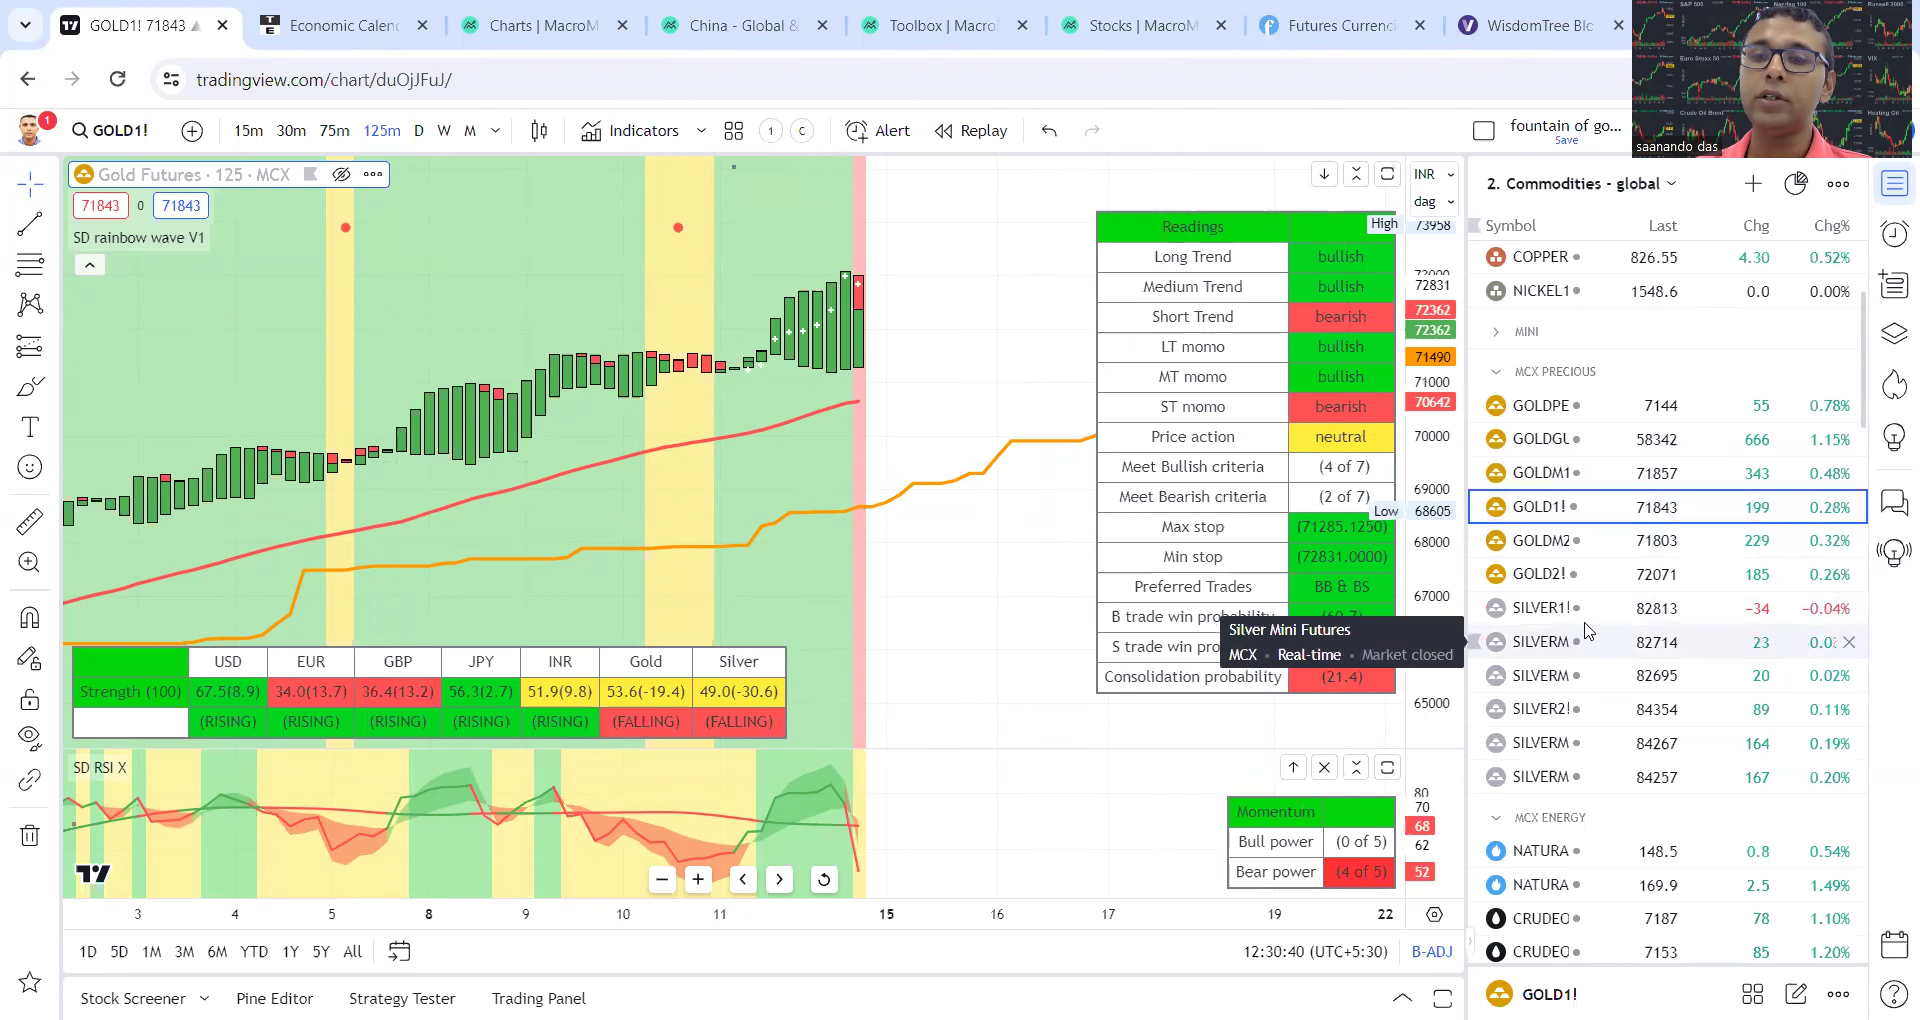 GOLD1! 71843
Economic Calen
Charts | MacroM
China - Global &
Toolbox | Macro
Stocks | MacroM
Futures Currenci
WisdomTree Blo
tradingview.com/chart/duOjJFuJ/
1 GOLD1! 15m 30m 75m 125m D W M Indicators 1 C Alert Replay fountain of go...
Save
saanando das
Gold Futures · 125 · MCX
71843 0 71843
SD rainbow wave V1
INR
dag
High 73958
73000
72831
72362
72362
71490
71000
70642
70000
69000
Low 68605
68000
67000
65000
Readings
Long Trend bullish
Medium Trend bullish
Short Trend bearish
LT momo bullish
MT momo bullish
ST momo bearish
Price action neutral
Meet Bullish criteria (4 of 7)
Meet Bearish criteria (2 of 7)
Max stop (71285.1250)
Min stop (72831.0000)
Preferred Trades BB & BS
B trade win probability (60.7)
S trade win pro
Consolidation probability (21.4)
Silver Mini Futures
MCX • Real-time • Market closed
USD EUR GBP JPY INR Gold Silver
Strength (100) 67.5(8.9) 34.0(13.7) 36.4(13.2) 56.3(2.7) 51.9(9.8) 53.6(-19.4) 49.0(-30.6)
(RISING) (RISING) (RISING) (RISING) (RISING) (FALLING) (FALLING)
SD RSI X
Momentum
Bull power (0 of 5)
Bear power (4 of 5)
80
70
68
62
52
3 4 5 8 9 10 11 15 16 17 19 22
1D 5D 1M 3M 6M YTD 1Y 5Y All 12:30:40 (UTC+5:30) B-ADJ
Stock Screener Pine Editor Strategy Tester Trading Panel
2. Commodities - global
Symbol Last Chg Chg%
COPPER 826.55 4.30 0.52%
NICKEL1 1548.6 0.0 0.00%
MINI
MCX PRECIOUS
GOLDPE 7144 55 0.78%
GOLDGU 58342 666 1.15%
GOLDM1 71857 343 0.48%
GOLD1! 71843 199 0.28%
GOLDM2 71803 229 0.32%
GOLD2! 72071 185 0.26%
SILVER1! 82813 −34 −0.04%
SILVERM 82714 23 0.0
SILVERM 82695 20 0.02%
SILVER2! 84354 89 0.11%
SILVERM 84267 164 0.19%
SILVERM 84257 167 0.20%
MCX ENERGY
NATURA 148.5 0.8 0.54%
NATURA 169.9 2.5 1.49%
CRUDEO 7187 78 1.10%
CRUDEO 7153 85 1.20%
GOLD1!